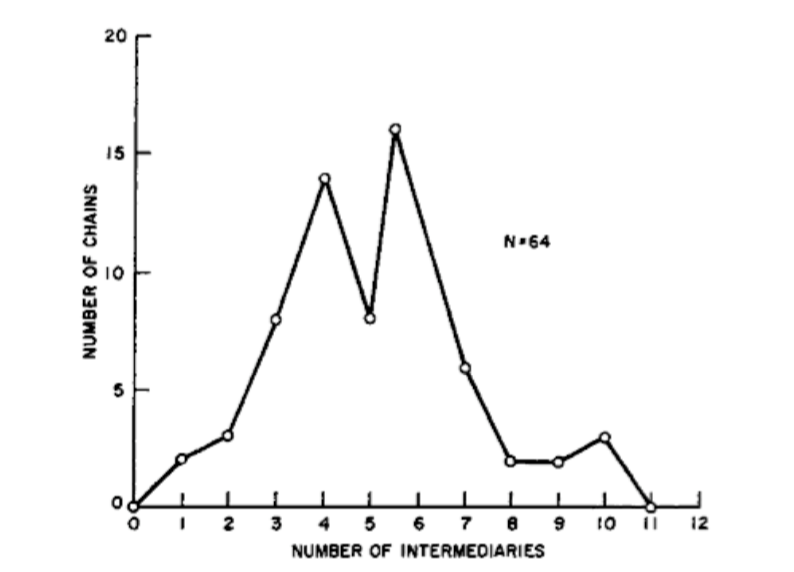 20
15
NUMBER OF CHAINS
N=64
10
5
0
0 1 2 3 4 5 6 7 8 9 10 11 12
NUMBER OF INTERMEDIARIES